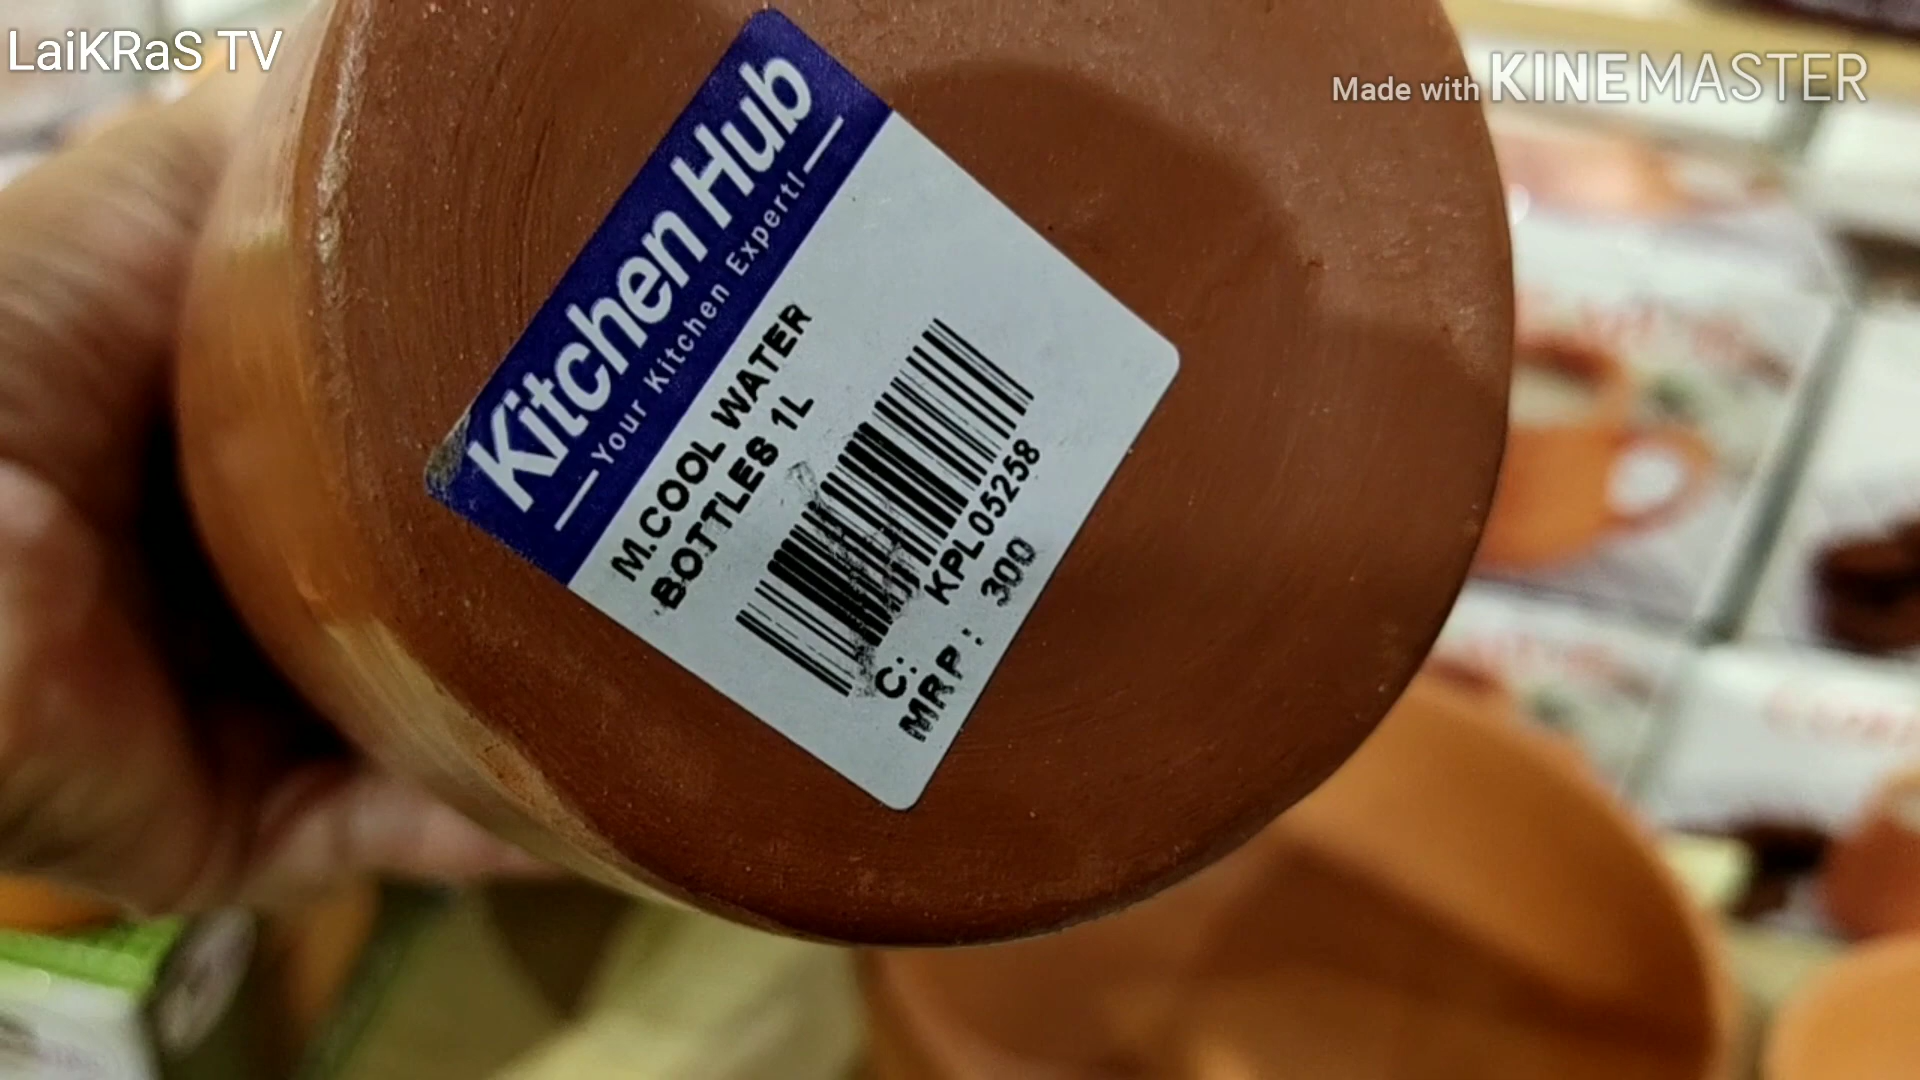 LaiKRaS TV
Made with KINEMASTER
Kitchen Hub
Your Kitchen Expert!
M.COOL WATER
BOTTLES 1L
KPL05258
C:
MRP : 300